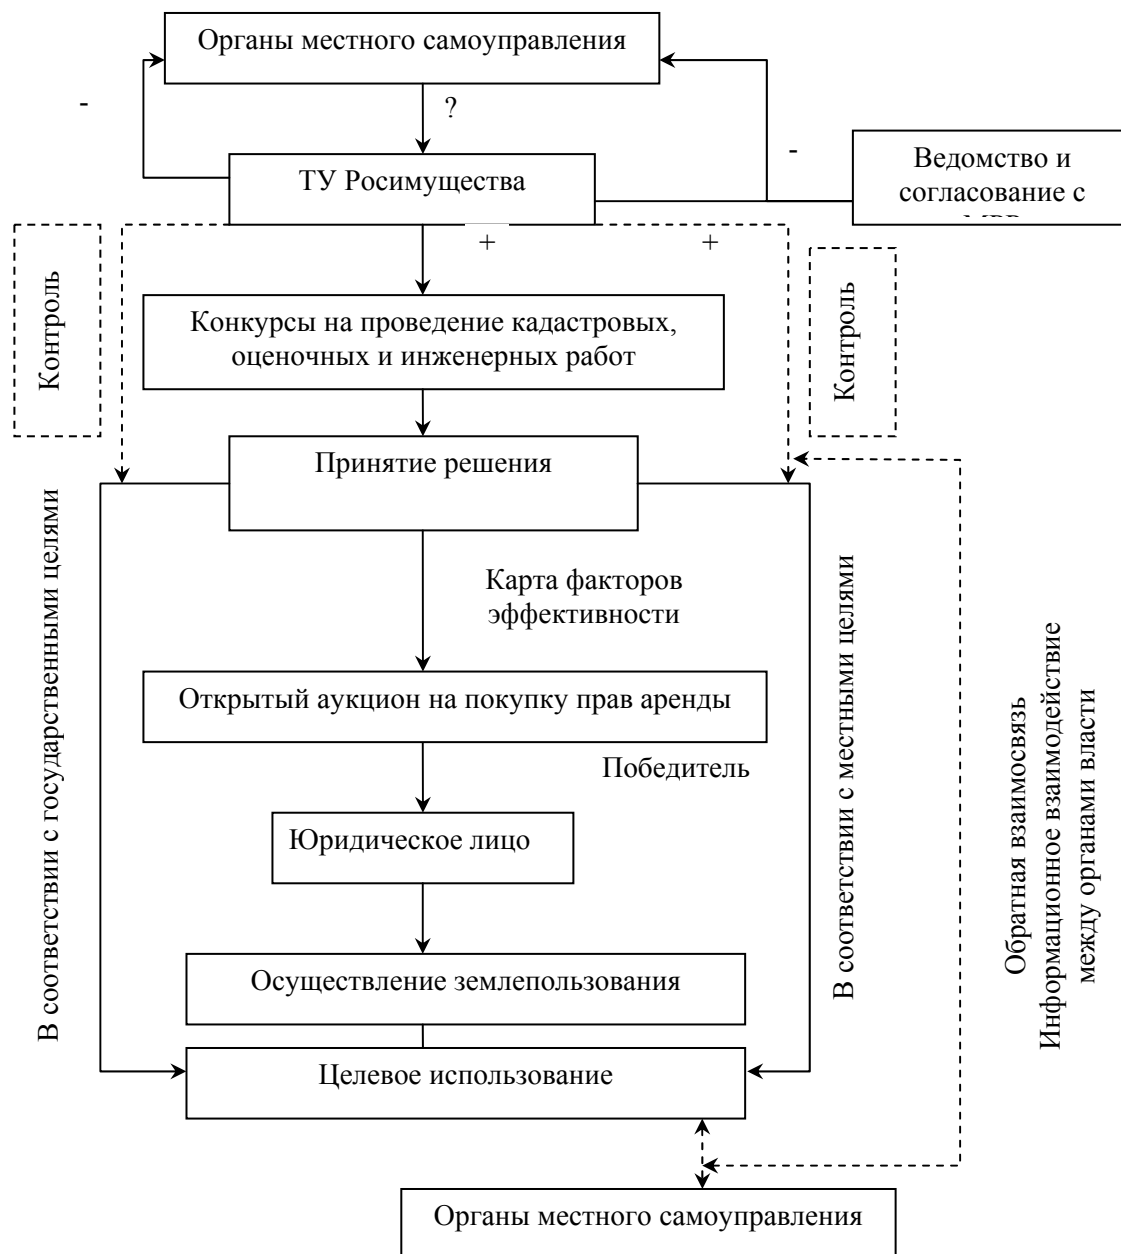 Органы местного самоуправления
-
?
-
ТУ Росимущества
Ведомство и
согласование с
+
+
Контроль
Контроль
Конкурсы на проведение кадастровых,
оценочных и инженерных работ
Принятие решения
Карта факторов
эффективности
В соответствии с государственными целями
В соответствии с местными целями
Обратная взаимосвязь
Информационное взаимодействие
между органами власти
Открытый аукцион на покупку прав аренды
Победитель
Юридическое лицо
Осуществление землепользования
Целевое использование
Органы местного самоуправления